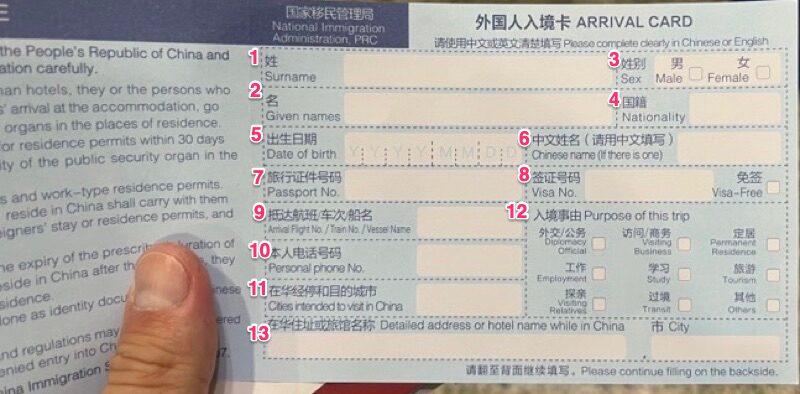 E
the People's Republic of China and
ation carefully.
nan hotels, they or the persons who
s' arrival at the accommodation, go
organs in the places of residence.
for residence permits within 30 days
ity of the public security organ in the
s and work-type residence permits.
reside in China shall carry with them
eigners' stay or residence permits, and
he expiry of the prescribed duration of
eside in China after the
, they
sidence.
lone as identity docu
Chinese
nd regulations may
ered
enied entry into Ch
ina Immigration
国家移民管理局
National Immigration
Administration, PRC
外国人入境卡 ARRIVAL CARD
请使用中文或英文清楚填写 Please complete clearly in Chinese or English
1 姓
Surname
3 性别 男 女
Sex Male Female
2 名
Given names
4 国籍
Nationality
5 出生日期
Date of birth Y Y Y Y M M D D
6 中文姓名(请用中文填写)
Chinese name (If there is one)
7 旅行证件号码
Passport No.
8 签证号码 免签
Visa No. Visa-Free
9 抵达航班/车次/船名
Arrival Flight No. / Train No. / Vessel Name
10 本人电话号码
Personal phone No.
11 在华经停和目的城市
Cities intended to visit in China
12 入境事由 Purpose of this trip
外交/公务 访问/商务 定居
Diplomacy Visiting Permanent
Official Business Residence
工作 学习 旅游
Employment Study Tourism
探亲 过境 其他
Visiting Transit Others
Relatives
13 在华住址或旅馆名称 Detailed address or hotel name while in China 市 City
请翻至背面继续填写。Please continue filling on the backside.